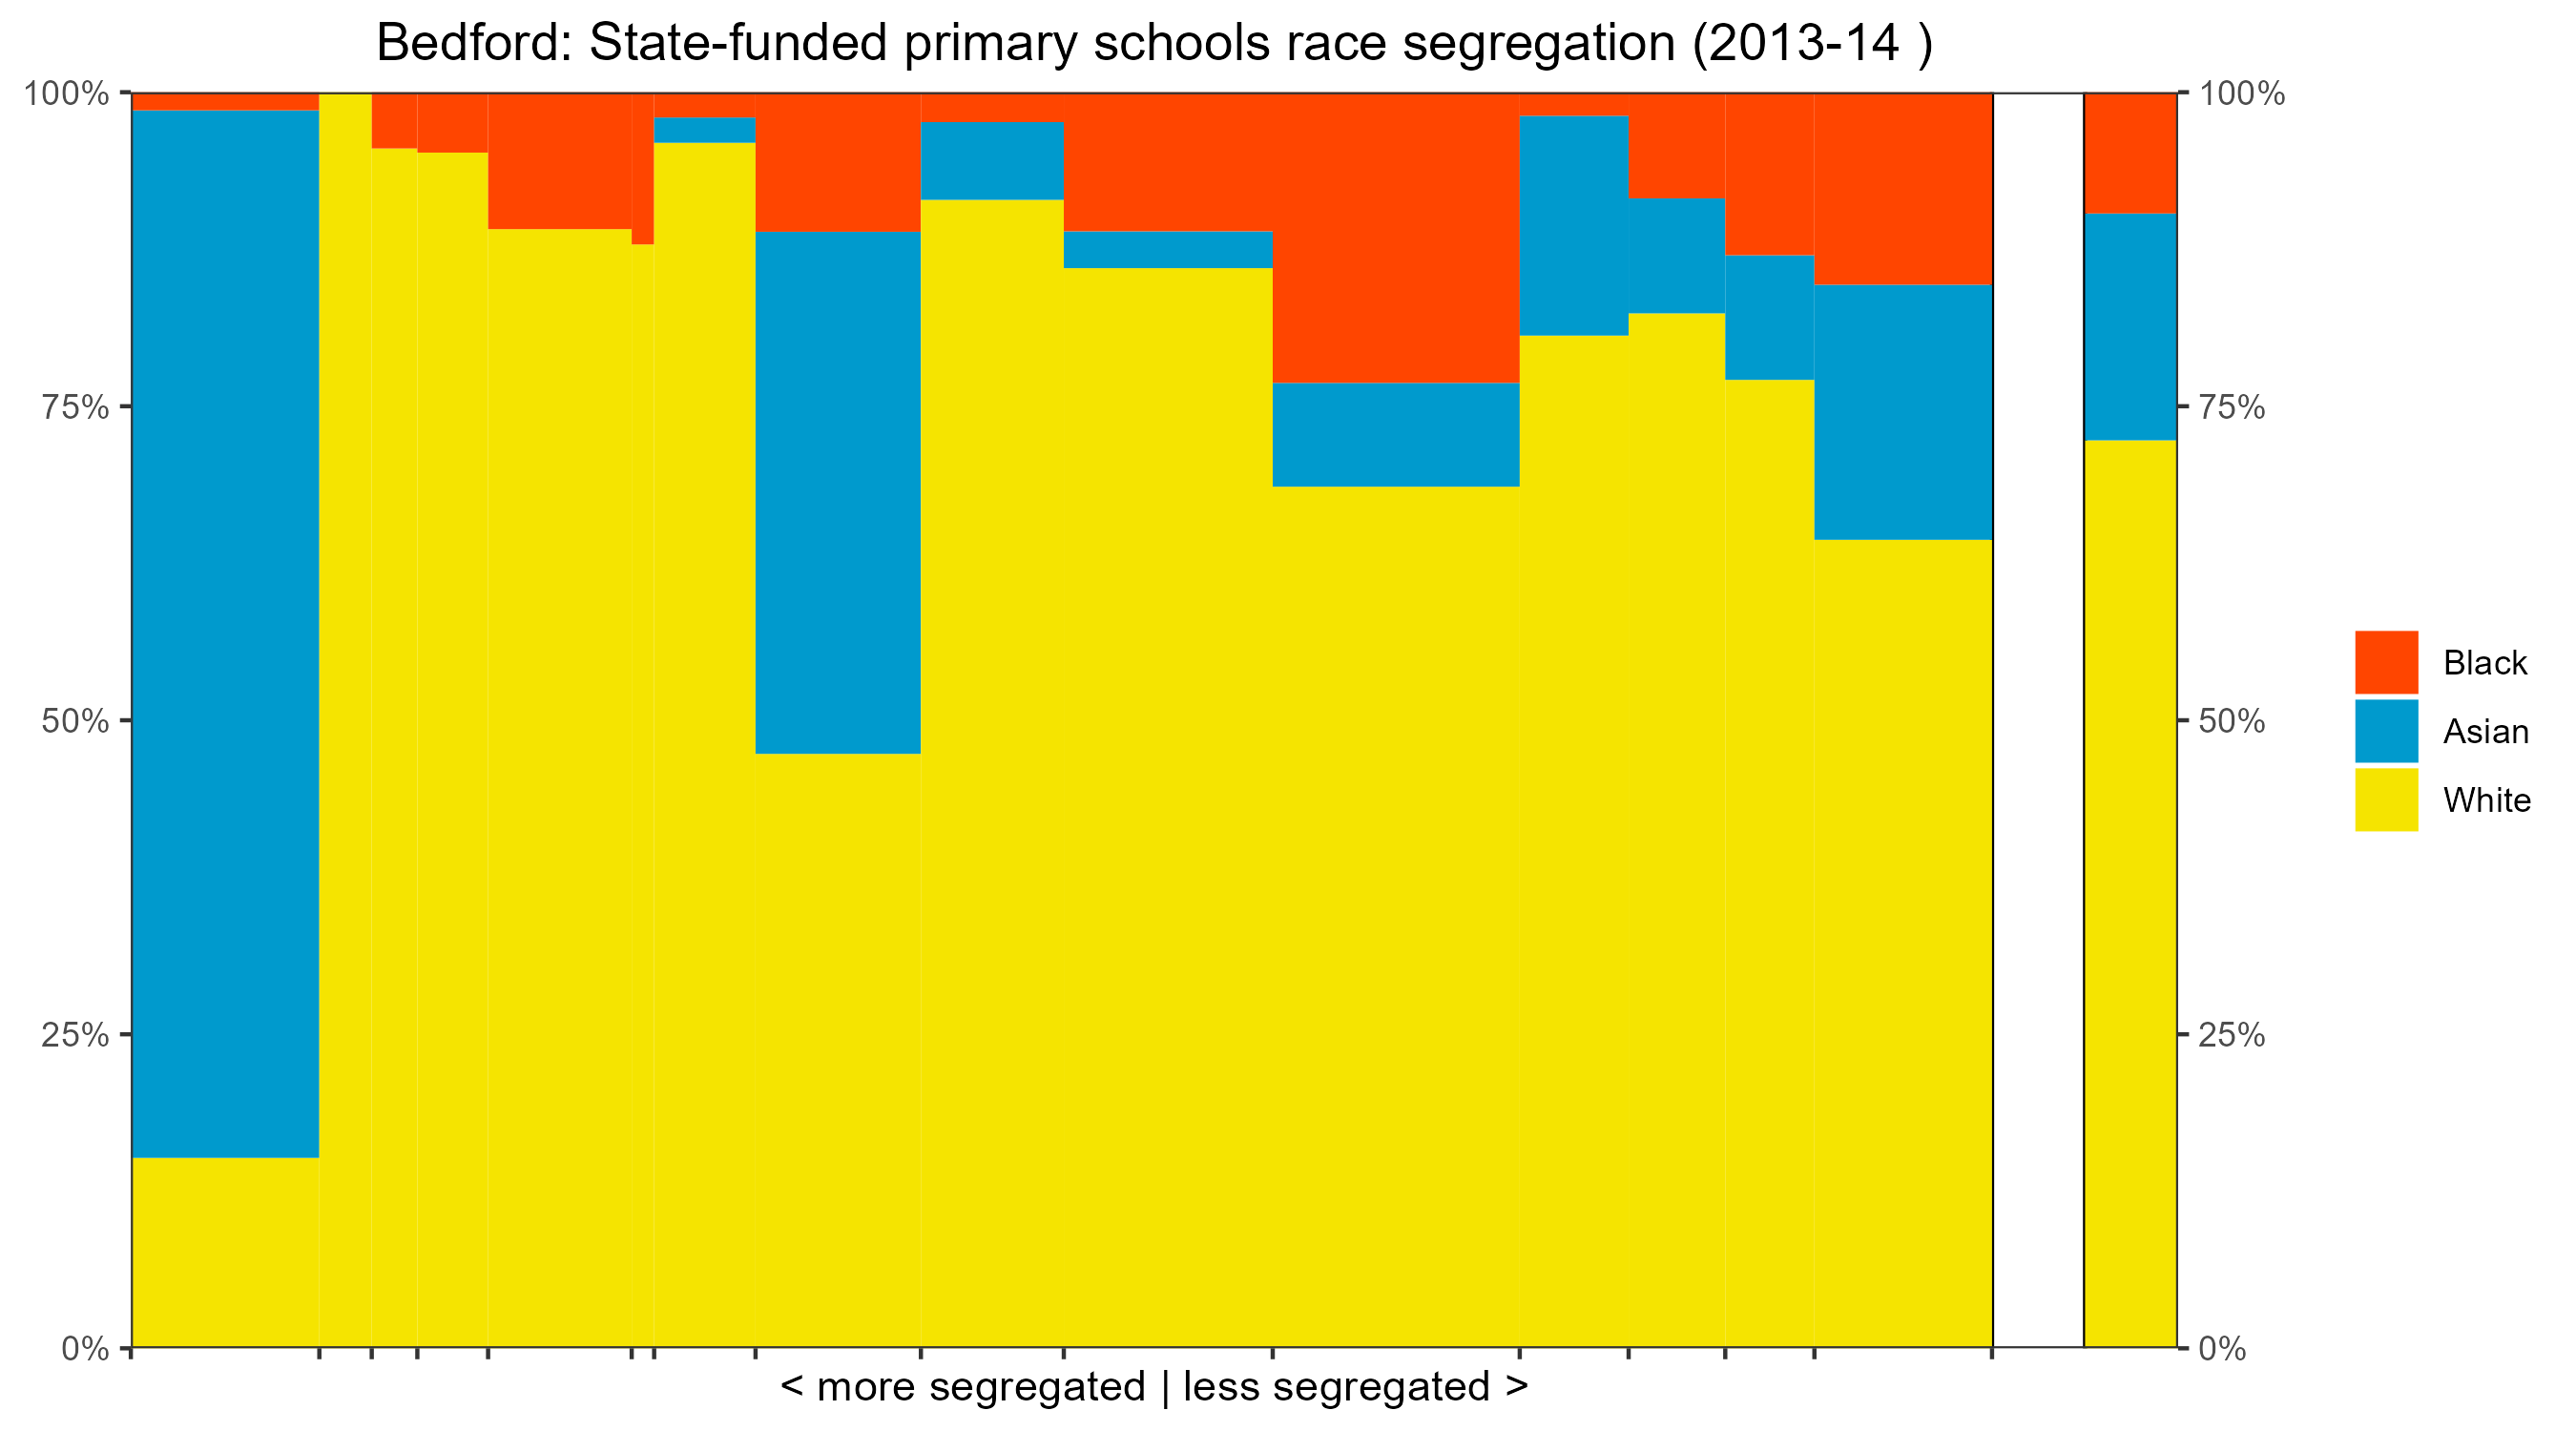 Bedford: State-funded primary schools race segregation (2013-14 )
100%
75%
50%
25%
0%
100%
75%
50%
25%
0%
Black
Asian
White
< more segregated | less segregated >